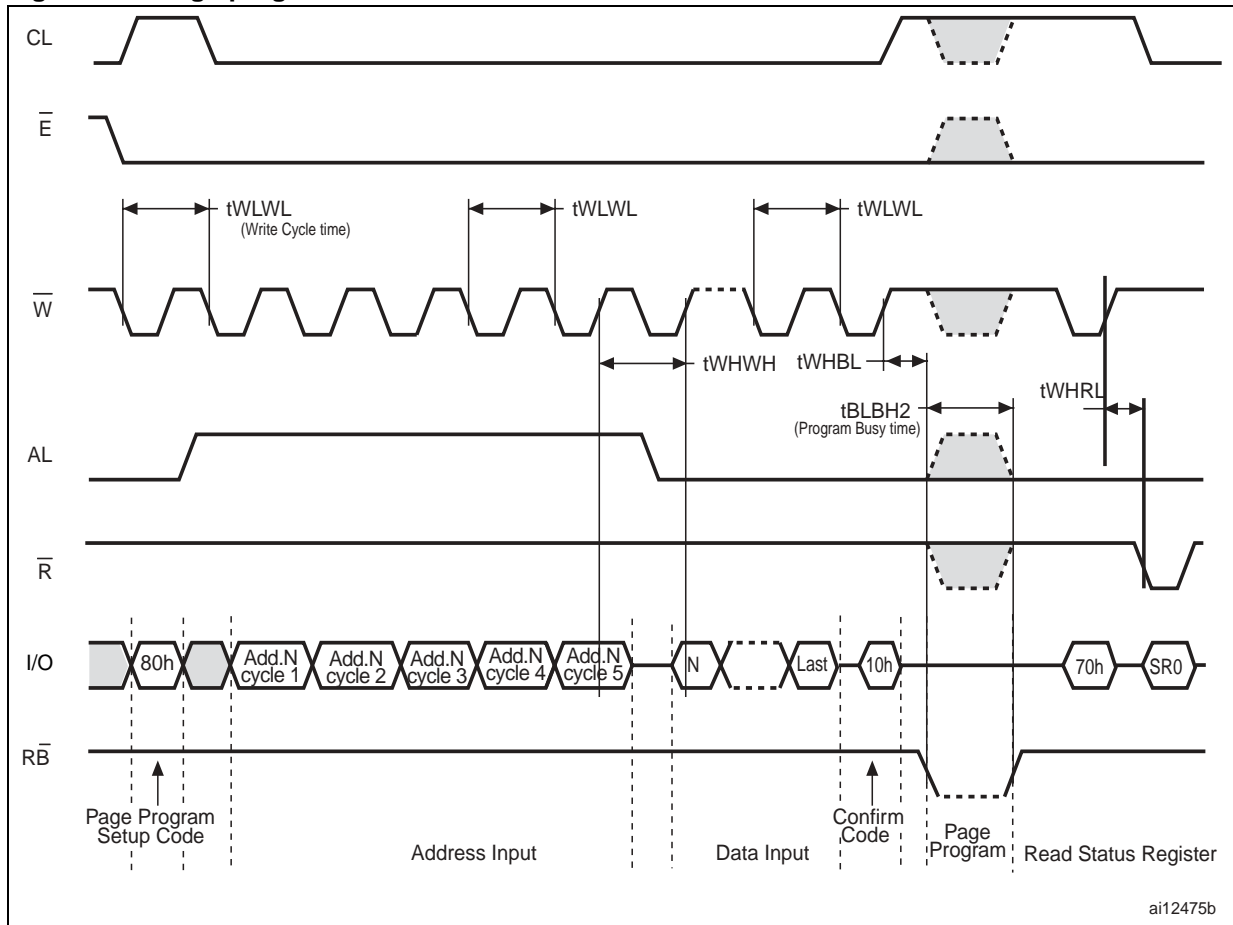 CL
E̅
tWLWL
tWLWL
tWLWL
(Write Cycle time)
W̅
tWHWH
tWHBL
tWHRL
tBLBH2
(Program Busy time)
AL
R̅
I/O
80h
Add.N
cycle 1
Add.N
cycle 2
Add.N
cycle 3
Add.N
cycle 4
Add.N
cycle 5
N
Last
10h
70h
SR0
RB̅
Page Program
Setup Code
Address Input
Data Input
Confirm
Code
Page
Program
Read Status Register
ai12475b